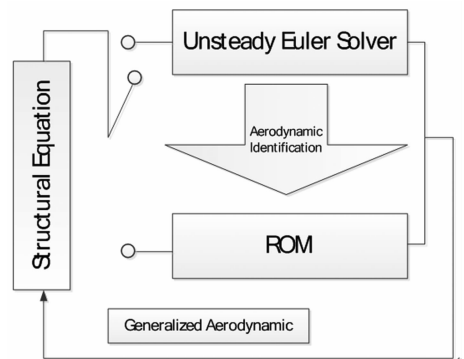 Unsteady Euler Solver
Structural Equation
Aerodynamic
Identification
ROM
Generalized Aerodynamic